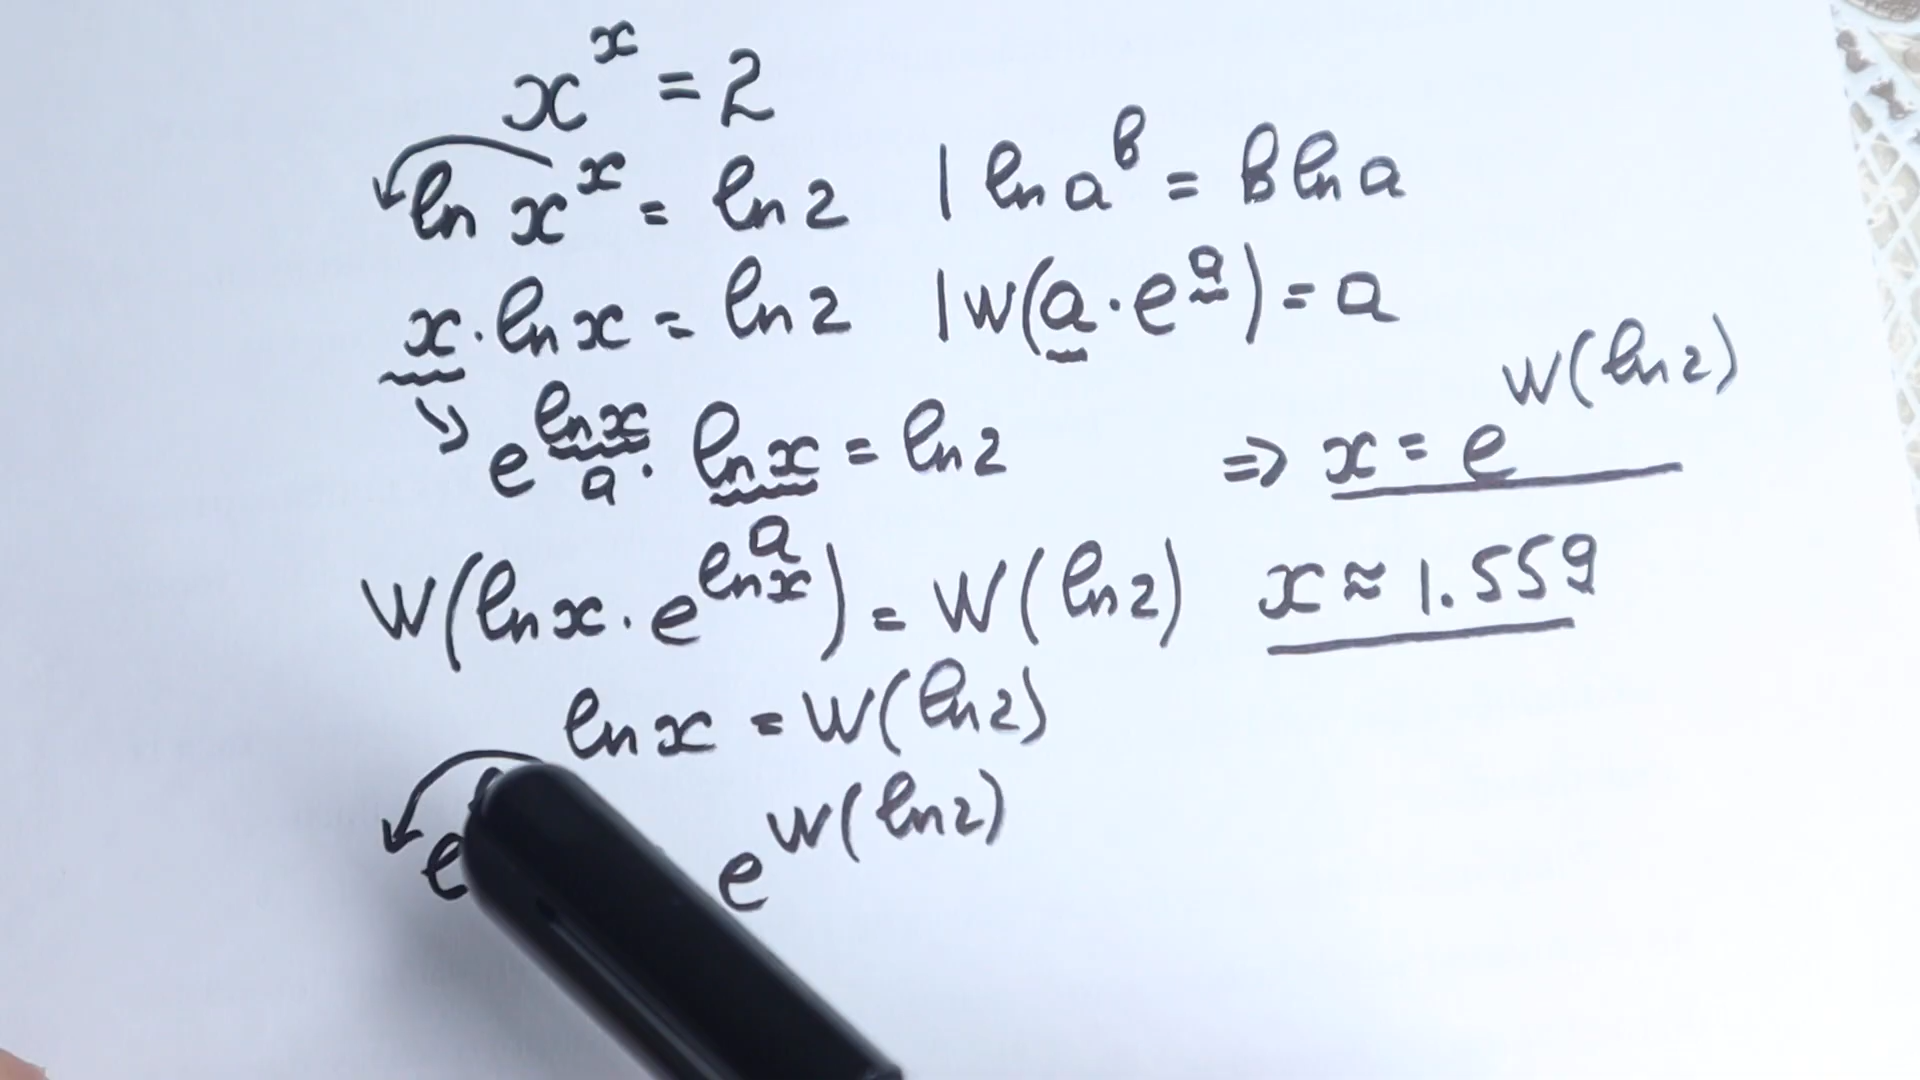 x^x = 2
ln x^x = ln 2 | ln a^b = b ln a
x · ln x = ln 2 | W(a · e^a) = a
e^(ln x) · ln x = ln 2 ⇒ x = e^(W(ln 2))
a
a
W(ln x · e^(ln x)) = W(ln 2) x ≈ 1.559
ln x = W(ln 2)
e e^(W(ln 2))